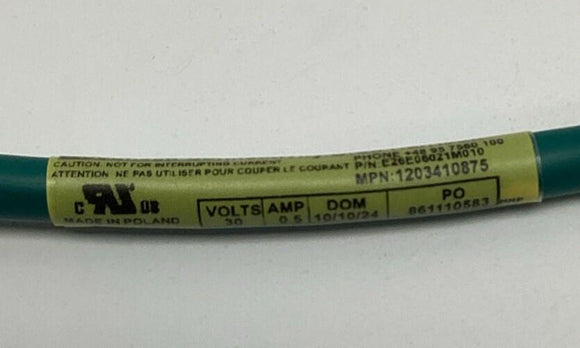 CAUTION: NOT FOR INTERRUPTING CURRENT
PHONE +48 95 7560 100
ATTENTION: NE PAS UTILISER POUR COUPER LE COURANT
P/N:E26E06021M010
MPN:1203410875
C US
MADE IN POLAND
VOLTS AMP DOM PO
30 0.5 10/10/24 861110583